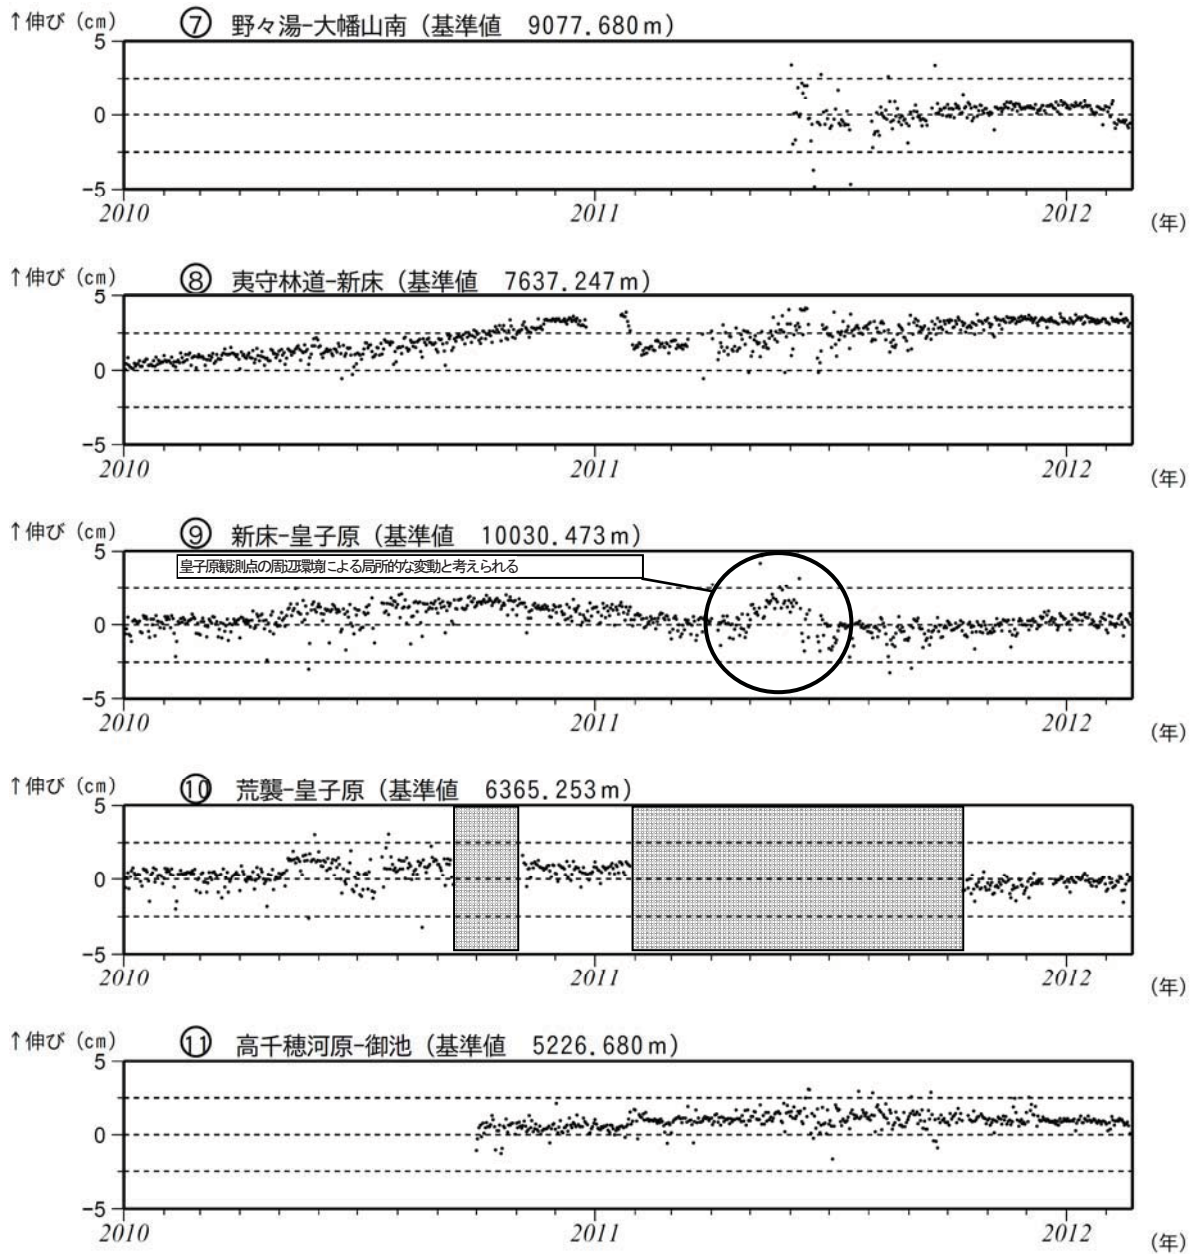 ↑伸び（cm） ⑦ 野々湯-大幡山南（基準値 9077.680m）
5
0
-5
2010 2011 2012 （年）
↑伸び（cm） ⑧ 夷守林道-新床（基準値 7637.247m）
5
0
-5
2010 2011 2012 （年）
↑伸び（cm） ⑨ 新床-皇子原（基準値 10030.473m）
5
皇子原観測点の周辺環境による局所的な変動と考えられる
0
-5
2010 2011 2012 （年）
↑伸び（cm） ⑩ 荒襲-皇子原（基準値 6365.253m）
5
0
-5
2010 2011 2012 （年）
↑伸び（cm） ⑪ 高千穂河原-御池（基準値 5226.680m）
5
0
-5
2010 2011 2012 （年）